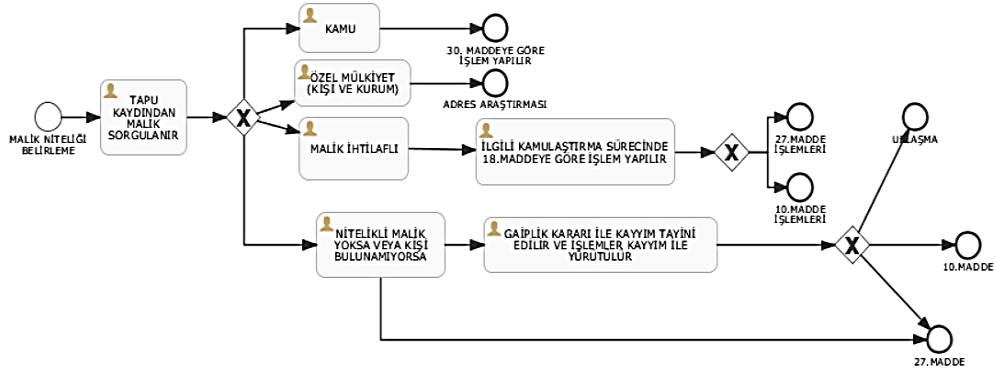 KAMU
30. MADDEYE GÖRE
İŞLEM YAPILIR
ÖZEL MÜLKİYET
(KİŞİ VE KURUM)
ADRES ARAŞTIRMASI
MALİK NİTELİĞİ
BELİRLEME
TAPU
KAYDINDAN
MALİK
SORGULANIR
X
MALİK İHTİLAFLI
İLGİLİ KAMULAŞTIRMA SÜRECİNDE
18.MADDEYE GÖRE İŞLEM YAPILIR
X
27.MADDE
İŞLEMLERİ
10.MADDE
İŞLEMLERİ
UZLAŞMA
NİTELİKLİ MALİK
YOKSA VEYA KİŞİ
BULUNAMIYORSA
GAİPLİK KARARI İLE KAYYIM TAYİNİ
EDİLİR VE İŞLEMLER KAYYIM İLE
YÜRÜTÜLÜR
X
10.MADDE
27.MADDE